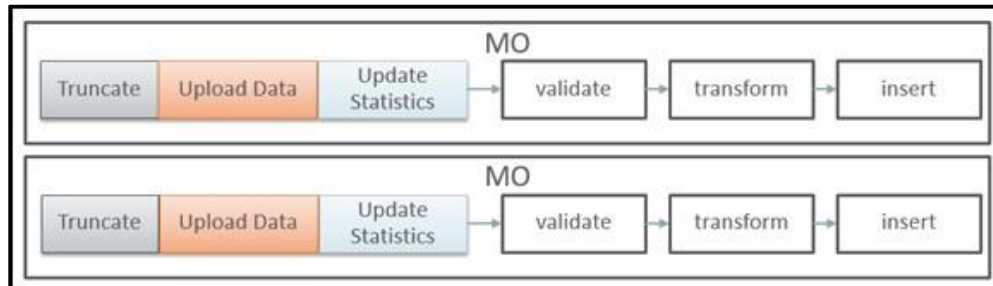 MO
Truncate
Upload Data
Update
Statistics
validate
transform
insert
MO
Truncate
Upload Data
Update
Statistics
validate
transform
insert